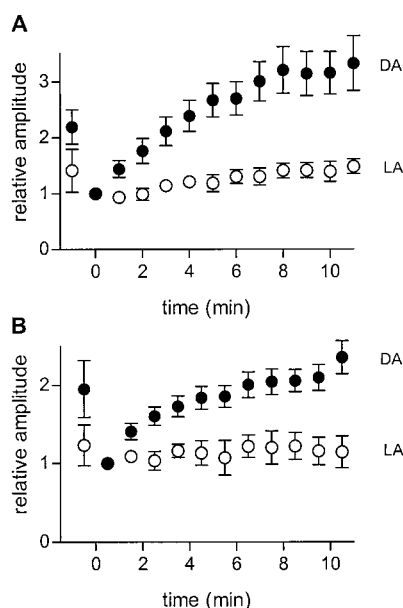 A
relative amplitude
3
2
1
0
DA
LA
0 2 4 6 8 10
time (min)
B
relative amplitude
2
1
0
DA
LA
0 2 4 6 8 10
time (min)